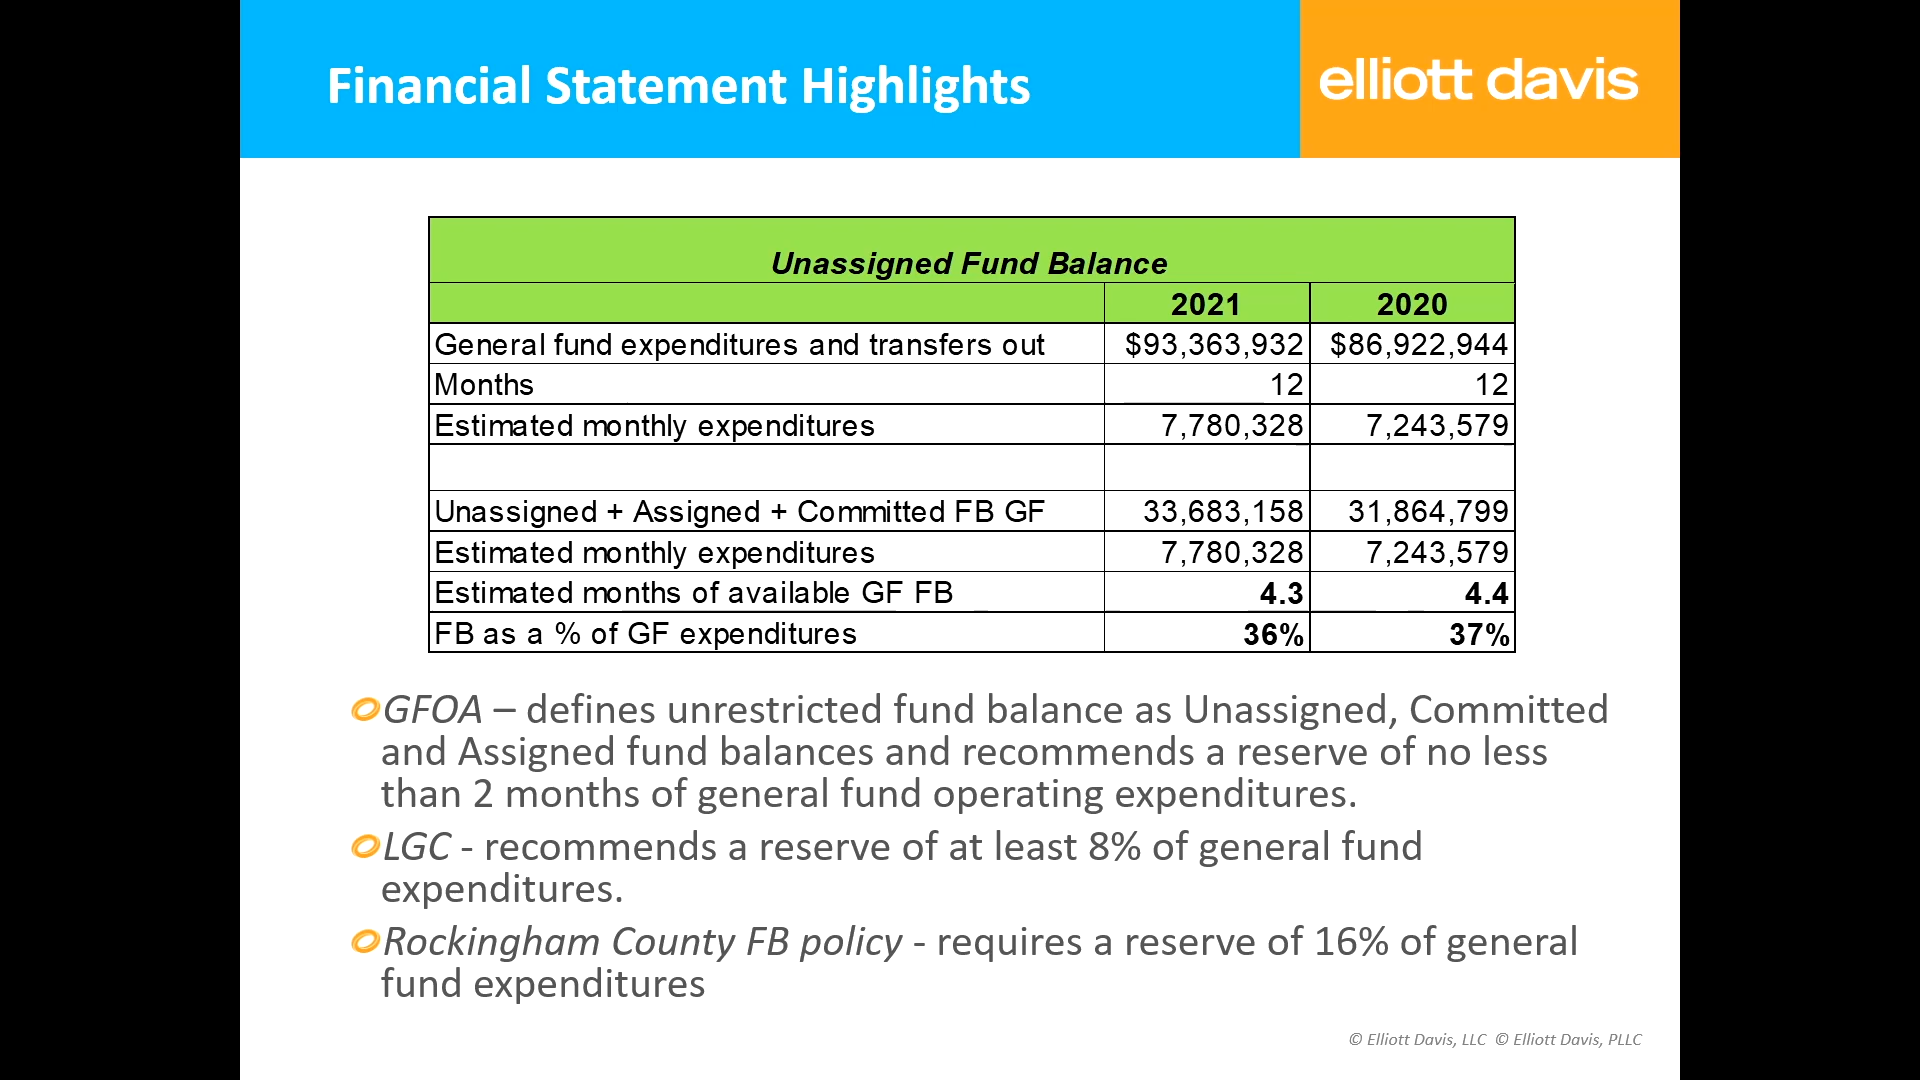 Financial Statement Highlights
elliott davis
Unassigned Fund Balance
2021 2020
General fund expenditures and transfers out $93,363,932 $86,922,944
Months 12 12
Estimated monthly expenditures 7,780,328 7,243,579
Unassigned + Assigned + Committed FB GF 33,683,158 31,864,799
Estimated monthly expenditures 7,780,328 7,243,579
Estimated months of available GF FB 4.3 4.4
FB as a % of GF expenditures 36% 37%
GFOA – defines unrestricted fund balance as Unassigned, Committed
and Assigned fund balances and recommends a reserve of no less
than 2 months of general fund operating expenditures.
LGC - recommends a reserve of at least 8% of general fund
expenditures.
Rockingham County FB policy - requires a reserve of 16% of general
fund expenditures
© Elliott Davis, LLC © Elliott Davis, PLLC